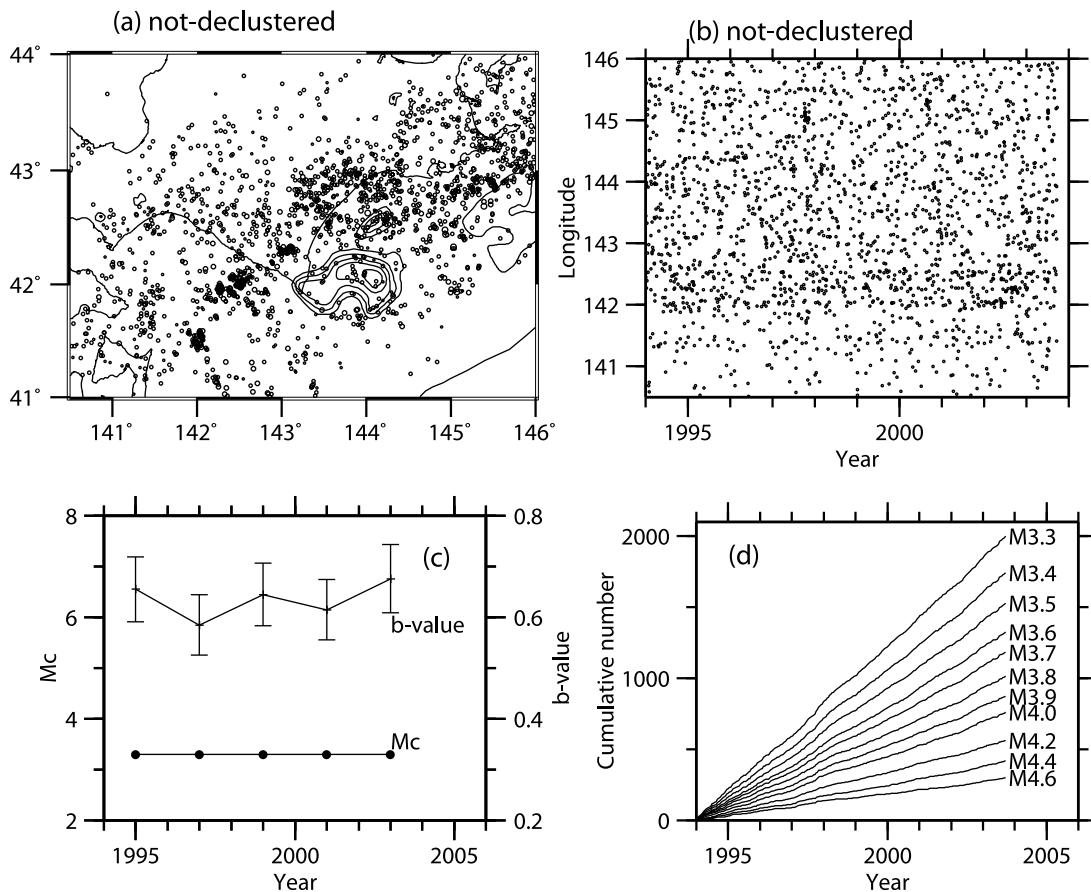 (a) not-declustered
44°
43°
42°
41°
141° 142° 143° 144° 145° 146°
(b) not-declustered
146
145
144
143
142
141
Longitude
1995 2000
Year
(c)
8
6
4
2
Mc
0.8
0.6
0.4
0.2
b-value
b-value
Mc
1995 2000 2005
Year
(d)
2000
1000
0
Cumulative number
M3.3
M3.4
M3.5
M3.6
M3.7
M3.8
M3.9
M4.0
M4.2
M4.4
M4.6
1995 2000 2005
Year